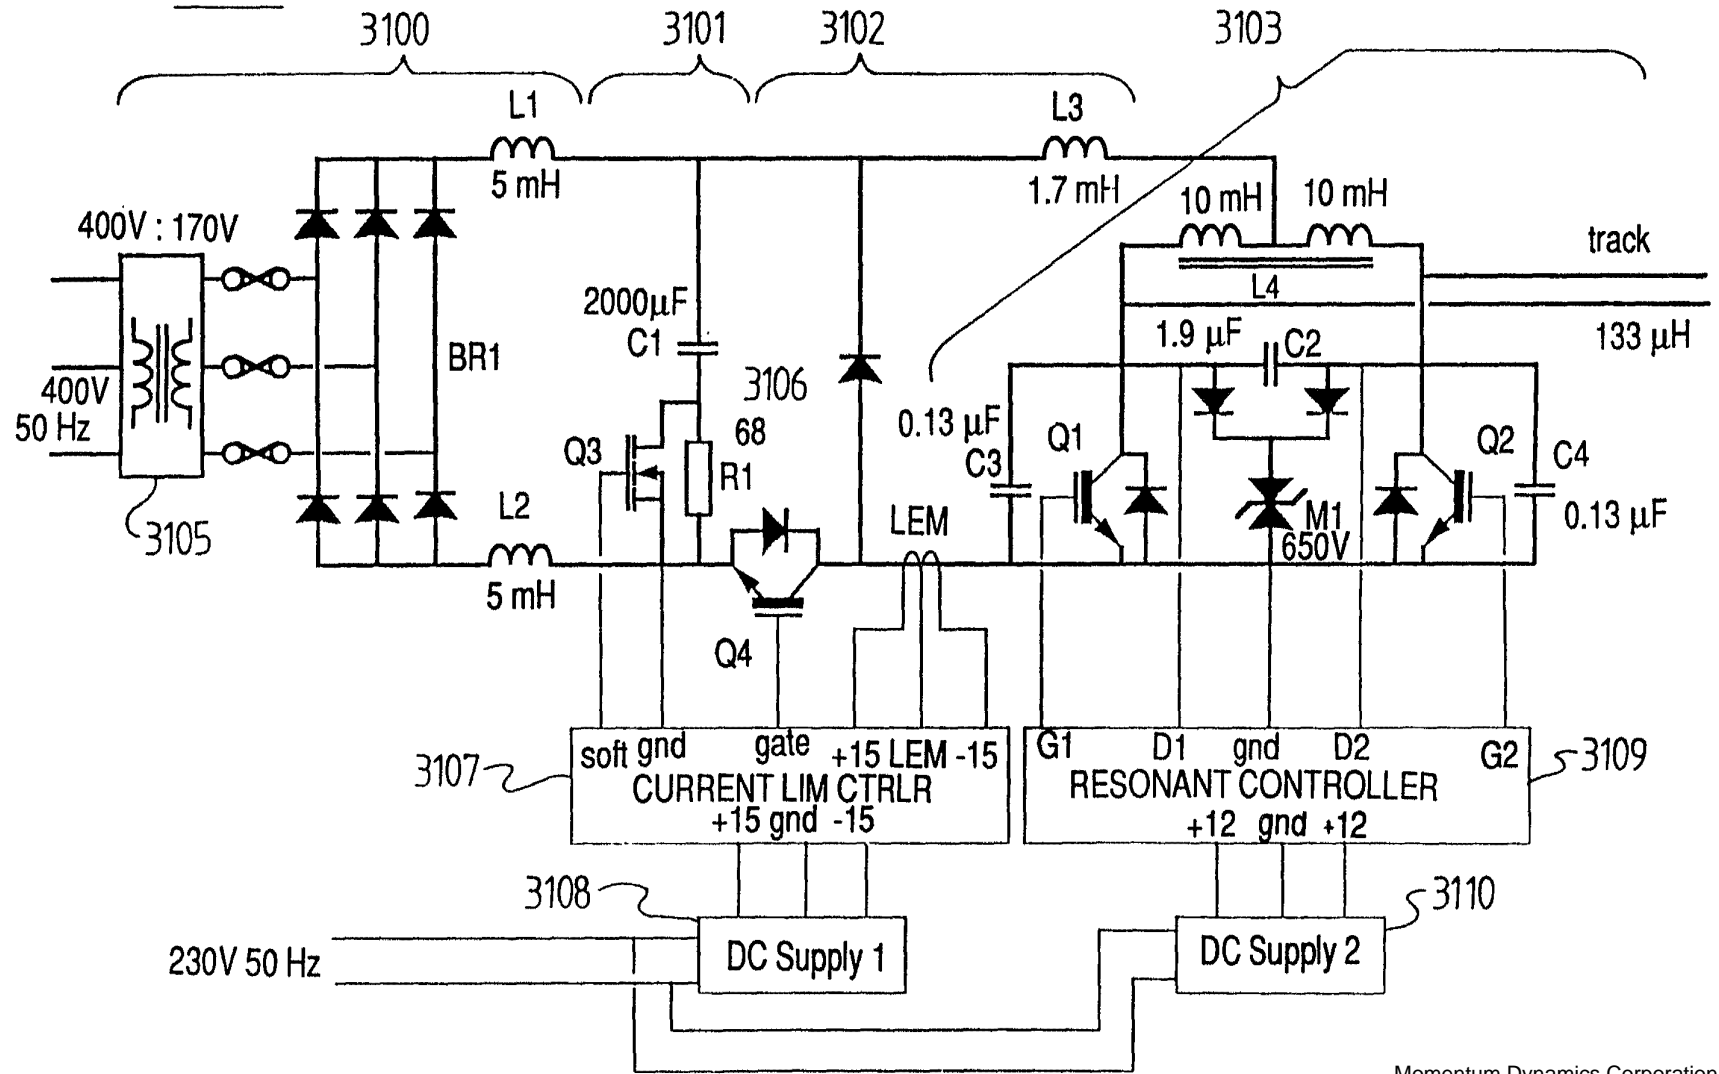 3100
3101
3102
3103
L1
5 mH
L3
1.7 mH
10 mH
10 mH
L4
track
133 µH
400V : 170V
400V
50 Hz
3105
BR1
2000µF
C1
3106
68
R1
Q3
L2
5 mH
Q4
LEM
0.13 µF
C3
Q1
1.9 µF
C2
M1
650V
Q2
C4
0.13 µF
3107
soft gnd gate +15 LEM -15
CURRENT LIM CTRLR
+15 gnd -15
G1 D1 gnd D2 G2
RESONANT CONTROLLER
+12 gnd +12
3109
3108
DC Supply 1
3110
DC Supply 2
230V 50 Hz
Momentum Dynamics Corporation